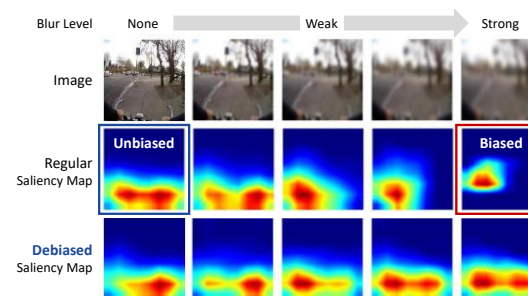 Blur Level
None
Weak
Strong
Image
Unbiased
Biased
Regular
Saliency Map
Debiased
Saliency Map